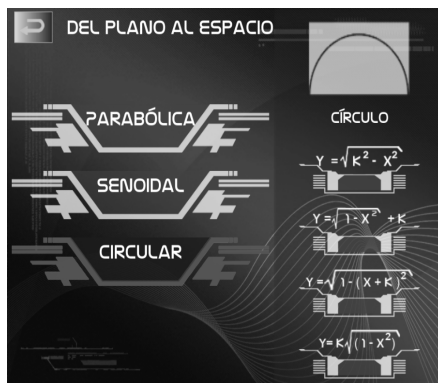 DEL PLANO AL ESPACIO
PARABÓLICA
SENOIDAL
CIRCULAR
CÍRCULO
Y = √(K² - X²)
Y = √(1 - X²) + K
Y = √(1 - (X + K)²)
Y = K√(1 - X²)